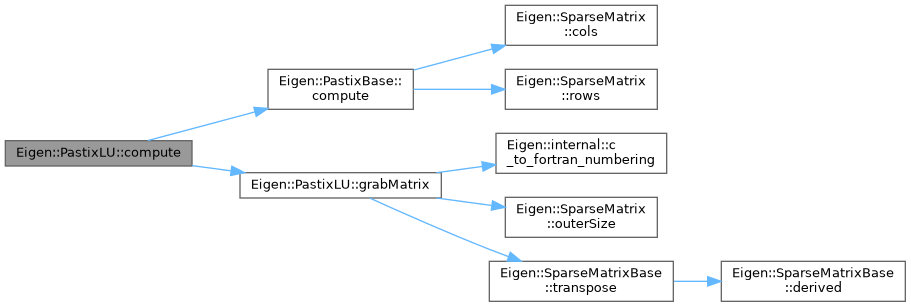 Eigen::PastixLU::compute
Eigen::PastixBase::
compute
Eigen::SparseMatrix
::cols
Eigen::SparseMatrix
::rows
Eigen::PastixLU::grabMatrix
Eigen::internal::c
_to_fortran_numbering
Eigen::SparseMatrix
::outerSize
Eigen::SparseMatrixBase
::transpose
Eigen::SparseMatrixBase
::derived